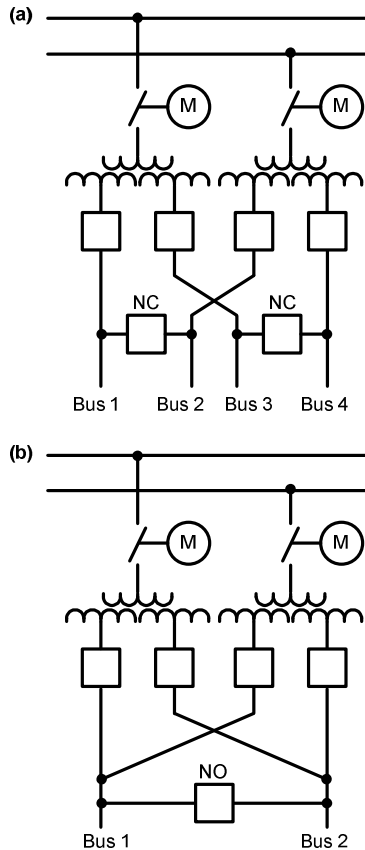 (a)
M M
NC NC
Bus 1 Bus 2 Bus 3 Bus 4
(b)
M M
NO
Bus 1 Bus 2